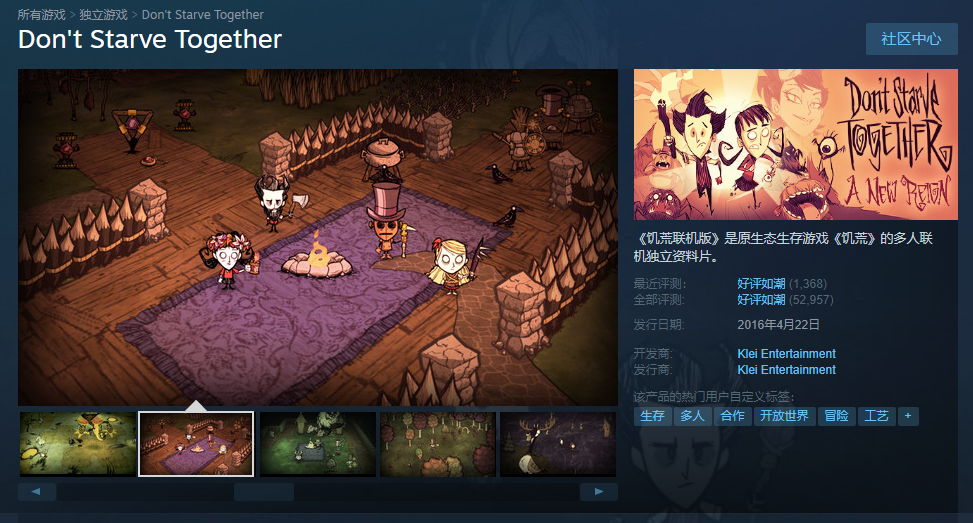 所有游戏 > 独立游戏 > Don't Starve Together
Don't Starve Together
社区中心
Don't Starve
TOGETHER
A NEW REIGN
《饥荒联机版》是原生态生存游戏《饥荒》的多人联
机独立资料片。
最近评测: 好评如潮 (1,368)
全部评测: 好评如潮 (52,957)
发行日期: 2016年4月22日
开发商: Klei Entertainment
发行商: Klei Entertainment
该产品的热门用户自定义标签:
生存 多人 合作 开放世界 冒险 工艺 +